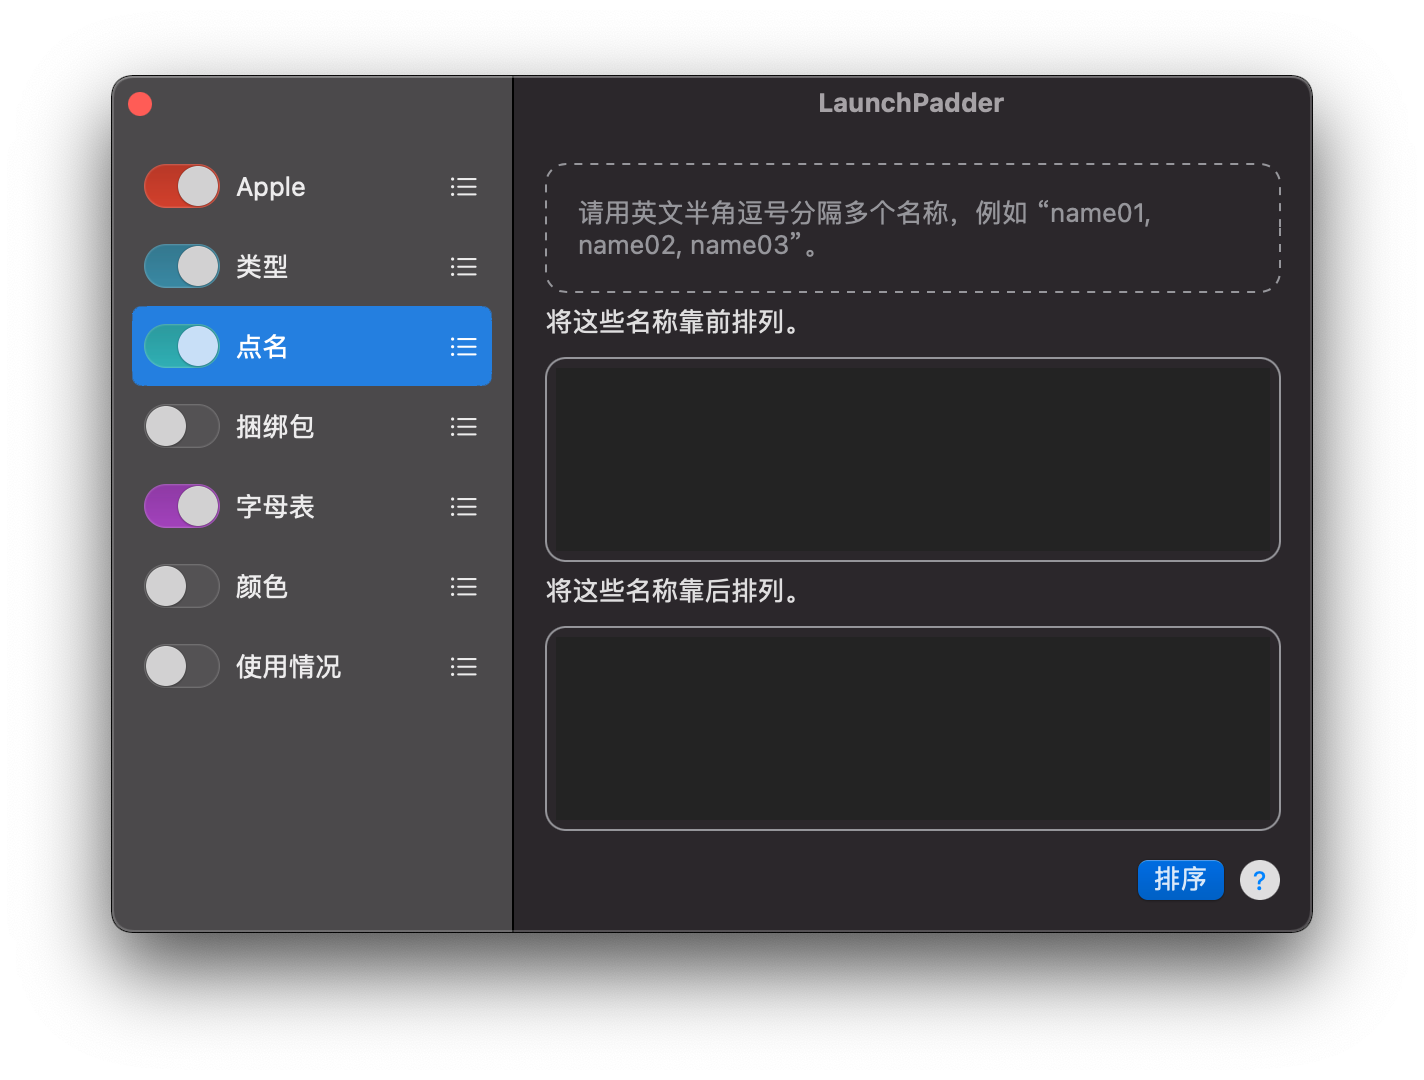 LaunchPadder
Apple
类型
点名
捆绑包
字母表
颜色
使用情况
请用英文半角逗号分隔多个名称，例如 “name01,
name02, name03”。
将这些名称靠前排列。
将这些名称靠后排列。
排序
?